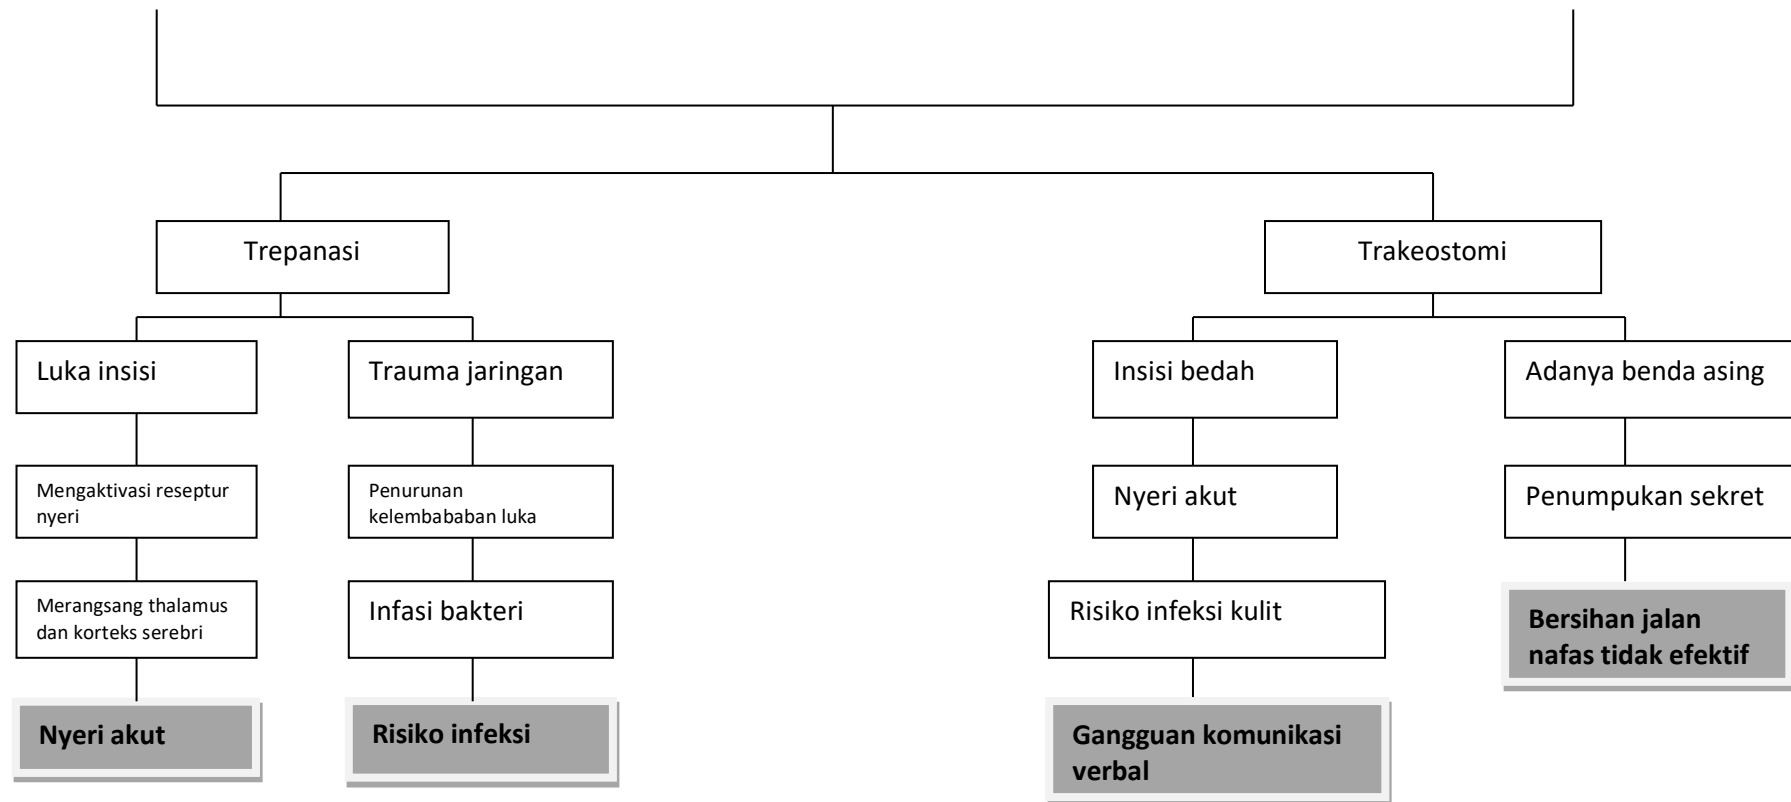 Trepanasi
Trakeostomi
Luka insisi
Trauma jaringan
Insisi bedah
Adanya benda asing
Mengaktivasi reseptur
nyeri
Penurunan
kelembababan luka
Nyeri akut
Penumpukan sekret
Merangsang thalamus
dan korteks serebri
Infasi bakteri
Risiko infeksi kulit
Bersihan jalan
nafas tidak efektif
Nyeri akut
Risiko infeksi
Gangguan komunikasi
verbal